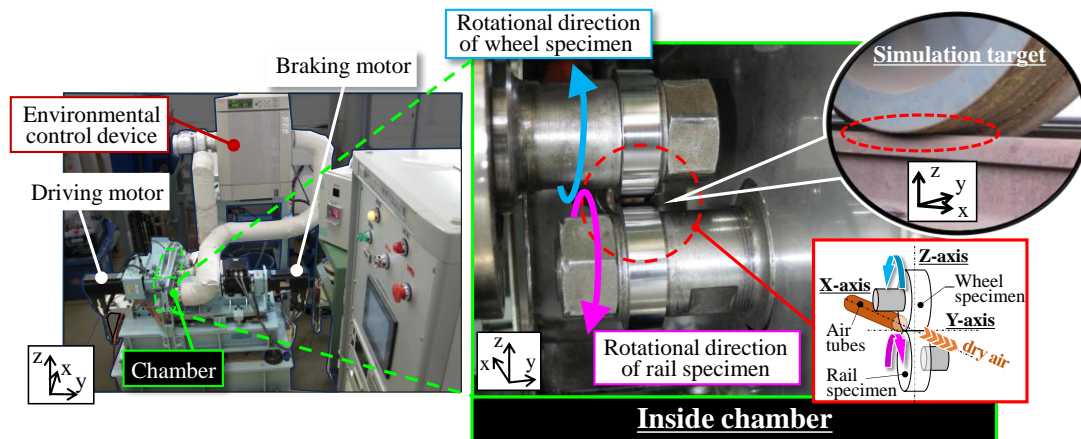 Rotational direction
of wheel specimen
Braking motor
Environmental
control device
Driving motor
Chamber
z
x
y
Simulation target
z
y
x
Rotational direction
of rail specimen
z
x
y
Z-axis
X-axis
Wheel
specimen
Y-axis
Air
tubes
dry air
Rail
specimen
Inside chamber